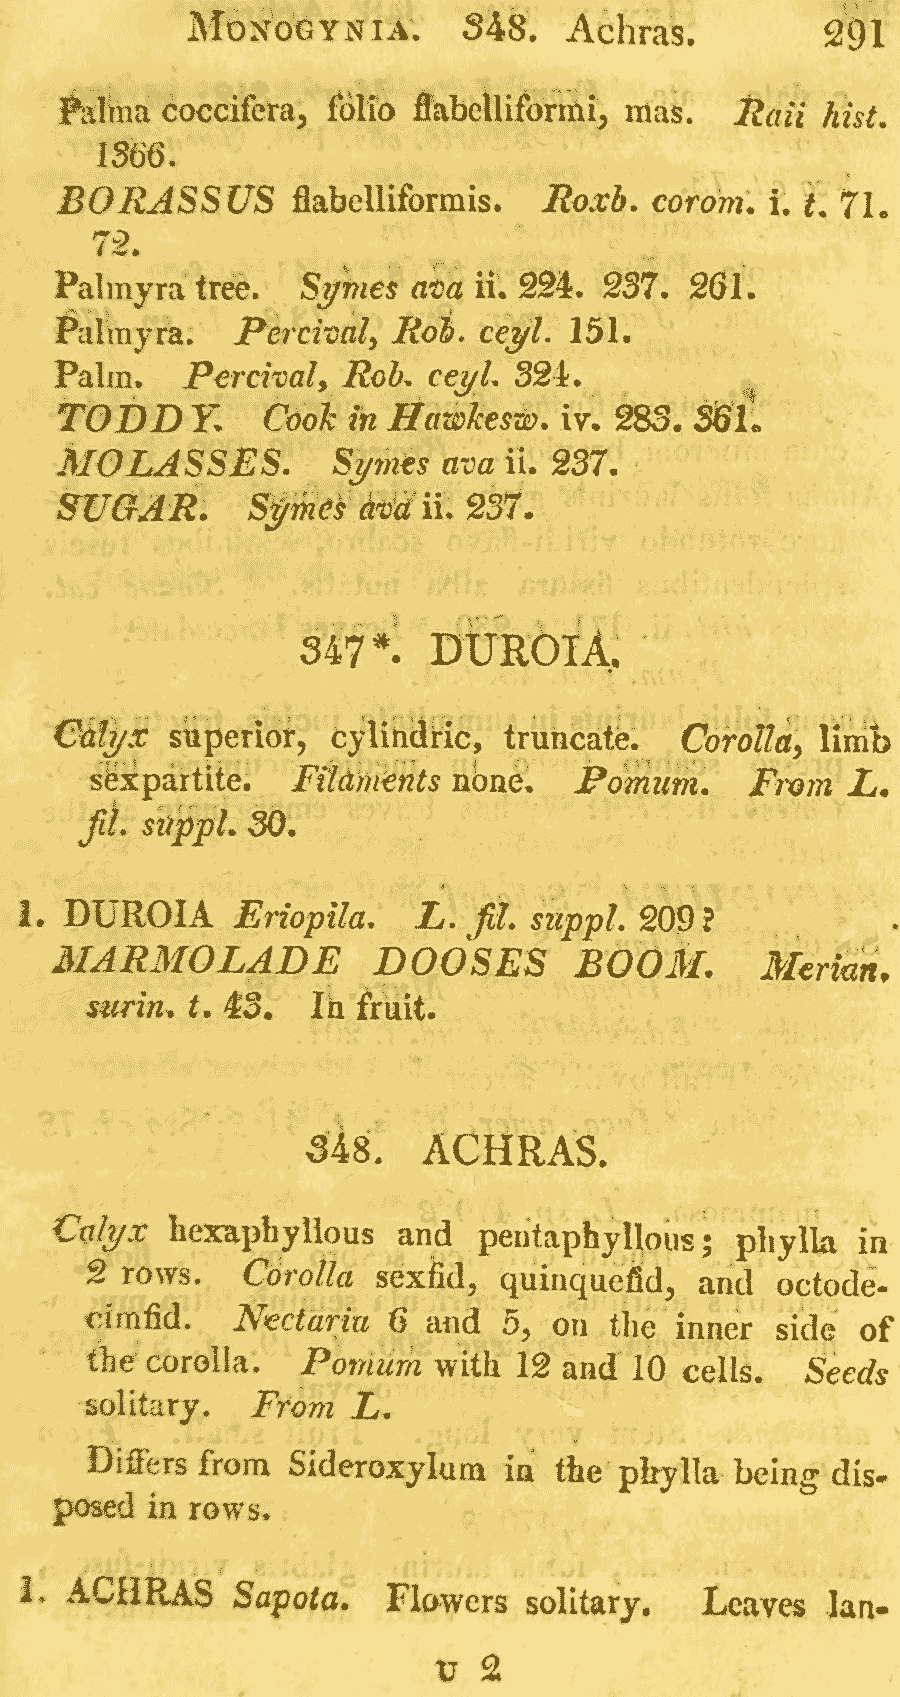 MONOGYNIA. 348. Achras. 291
Palma coccifera, folio flabelliformi, mas. Raii hist.
1366.
BORASSUS flabelliformis. Roxb. corom. i. t. 71.
72.
Palmyra tree. Symes ava ii. 224. 237. 261.
Palmyra. Percival, Rob. ceyl. 151.
Palm. Percival, Rob. ceyl. 324.
TODDY. Cook in Hawkesw. iv. 283. 361.
MOLASSES. Symes ava ii. 237.
SUGAR. Symes ava ii. 237.
347*. DUROIA.
Calyx superior, cylindric, truncate. Corolla, limb
sexpartite. Filaments none. Pomum. From L.
fil. suppl. 30.
1. DUROIA Eriopila. L. fil. suppl. 209?
MARMOLADE DOOSES BOOM. Merian.
surin. t. 43. In fruit.
348. ACHRAS.
Calyx hexaphyllous and pentaphyllous; phylla in
2 rows. Corolla sexfid, quinquefid, and octode-
cimfid. Nectaria 6 and 5, on the inner side of
the corolla. Pomum with 12 and 10 cells. Seeds
solitary. From L.
Differs from Sideroxylum in the phylla being dis-
posed in rows.
1. ACHRAS Sapota. Flowers solitary. Leaves lan-
U 2